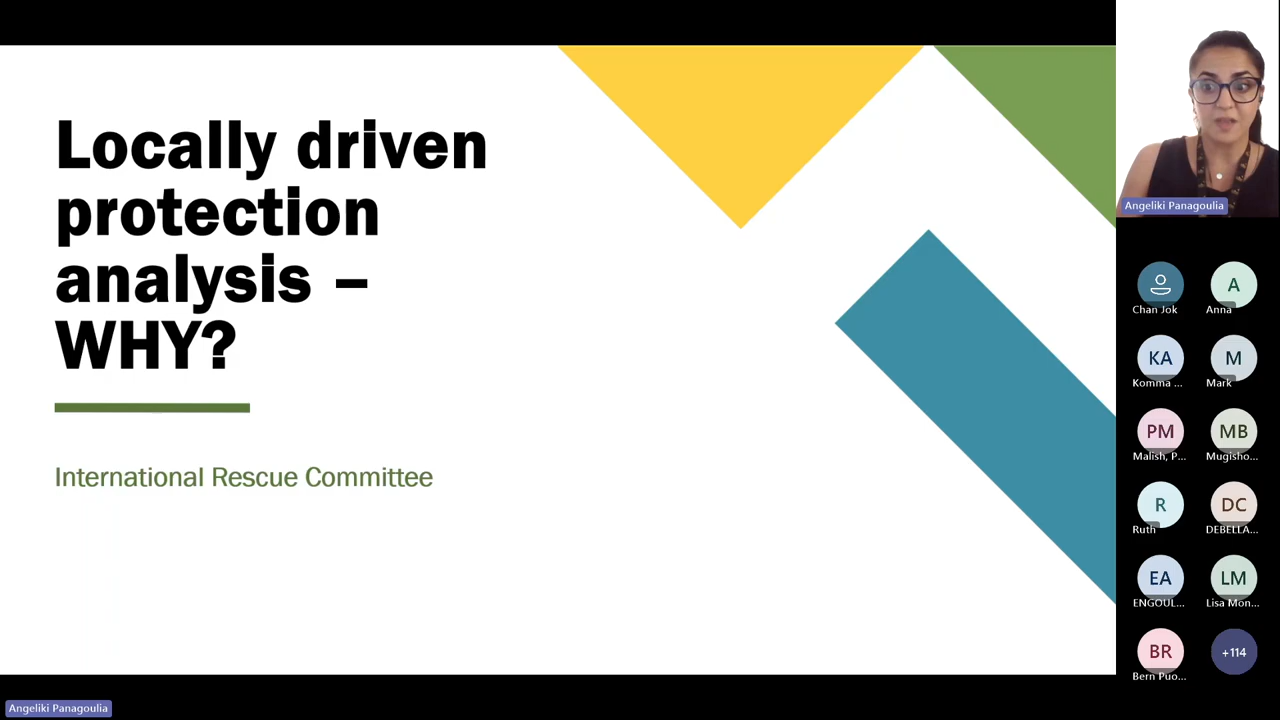 Locally driven
protection
analysis –
WHY?
International Rescue Committee
Angeliki Panagoulia
Chan Jok
A
Anna
KA
Komma ...
M
Mark
PM
Malish, P...
MB
Mugisho...
R
Ruth
DC
DEBELLA...
EA
ENGOUL...
LM
Lisa Mon...
BR
Bern Puo...
+114
Angeliki Panagoulia